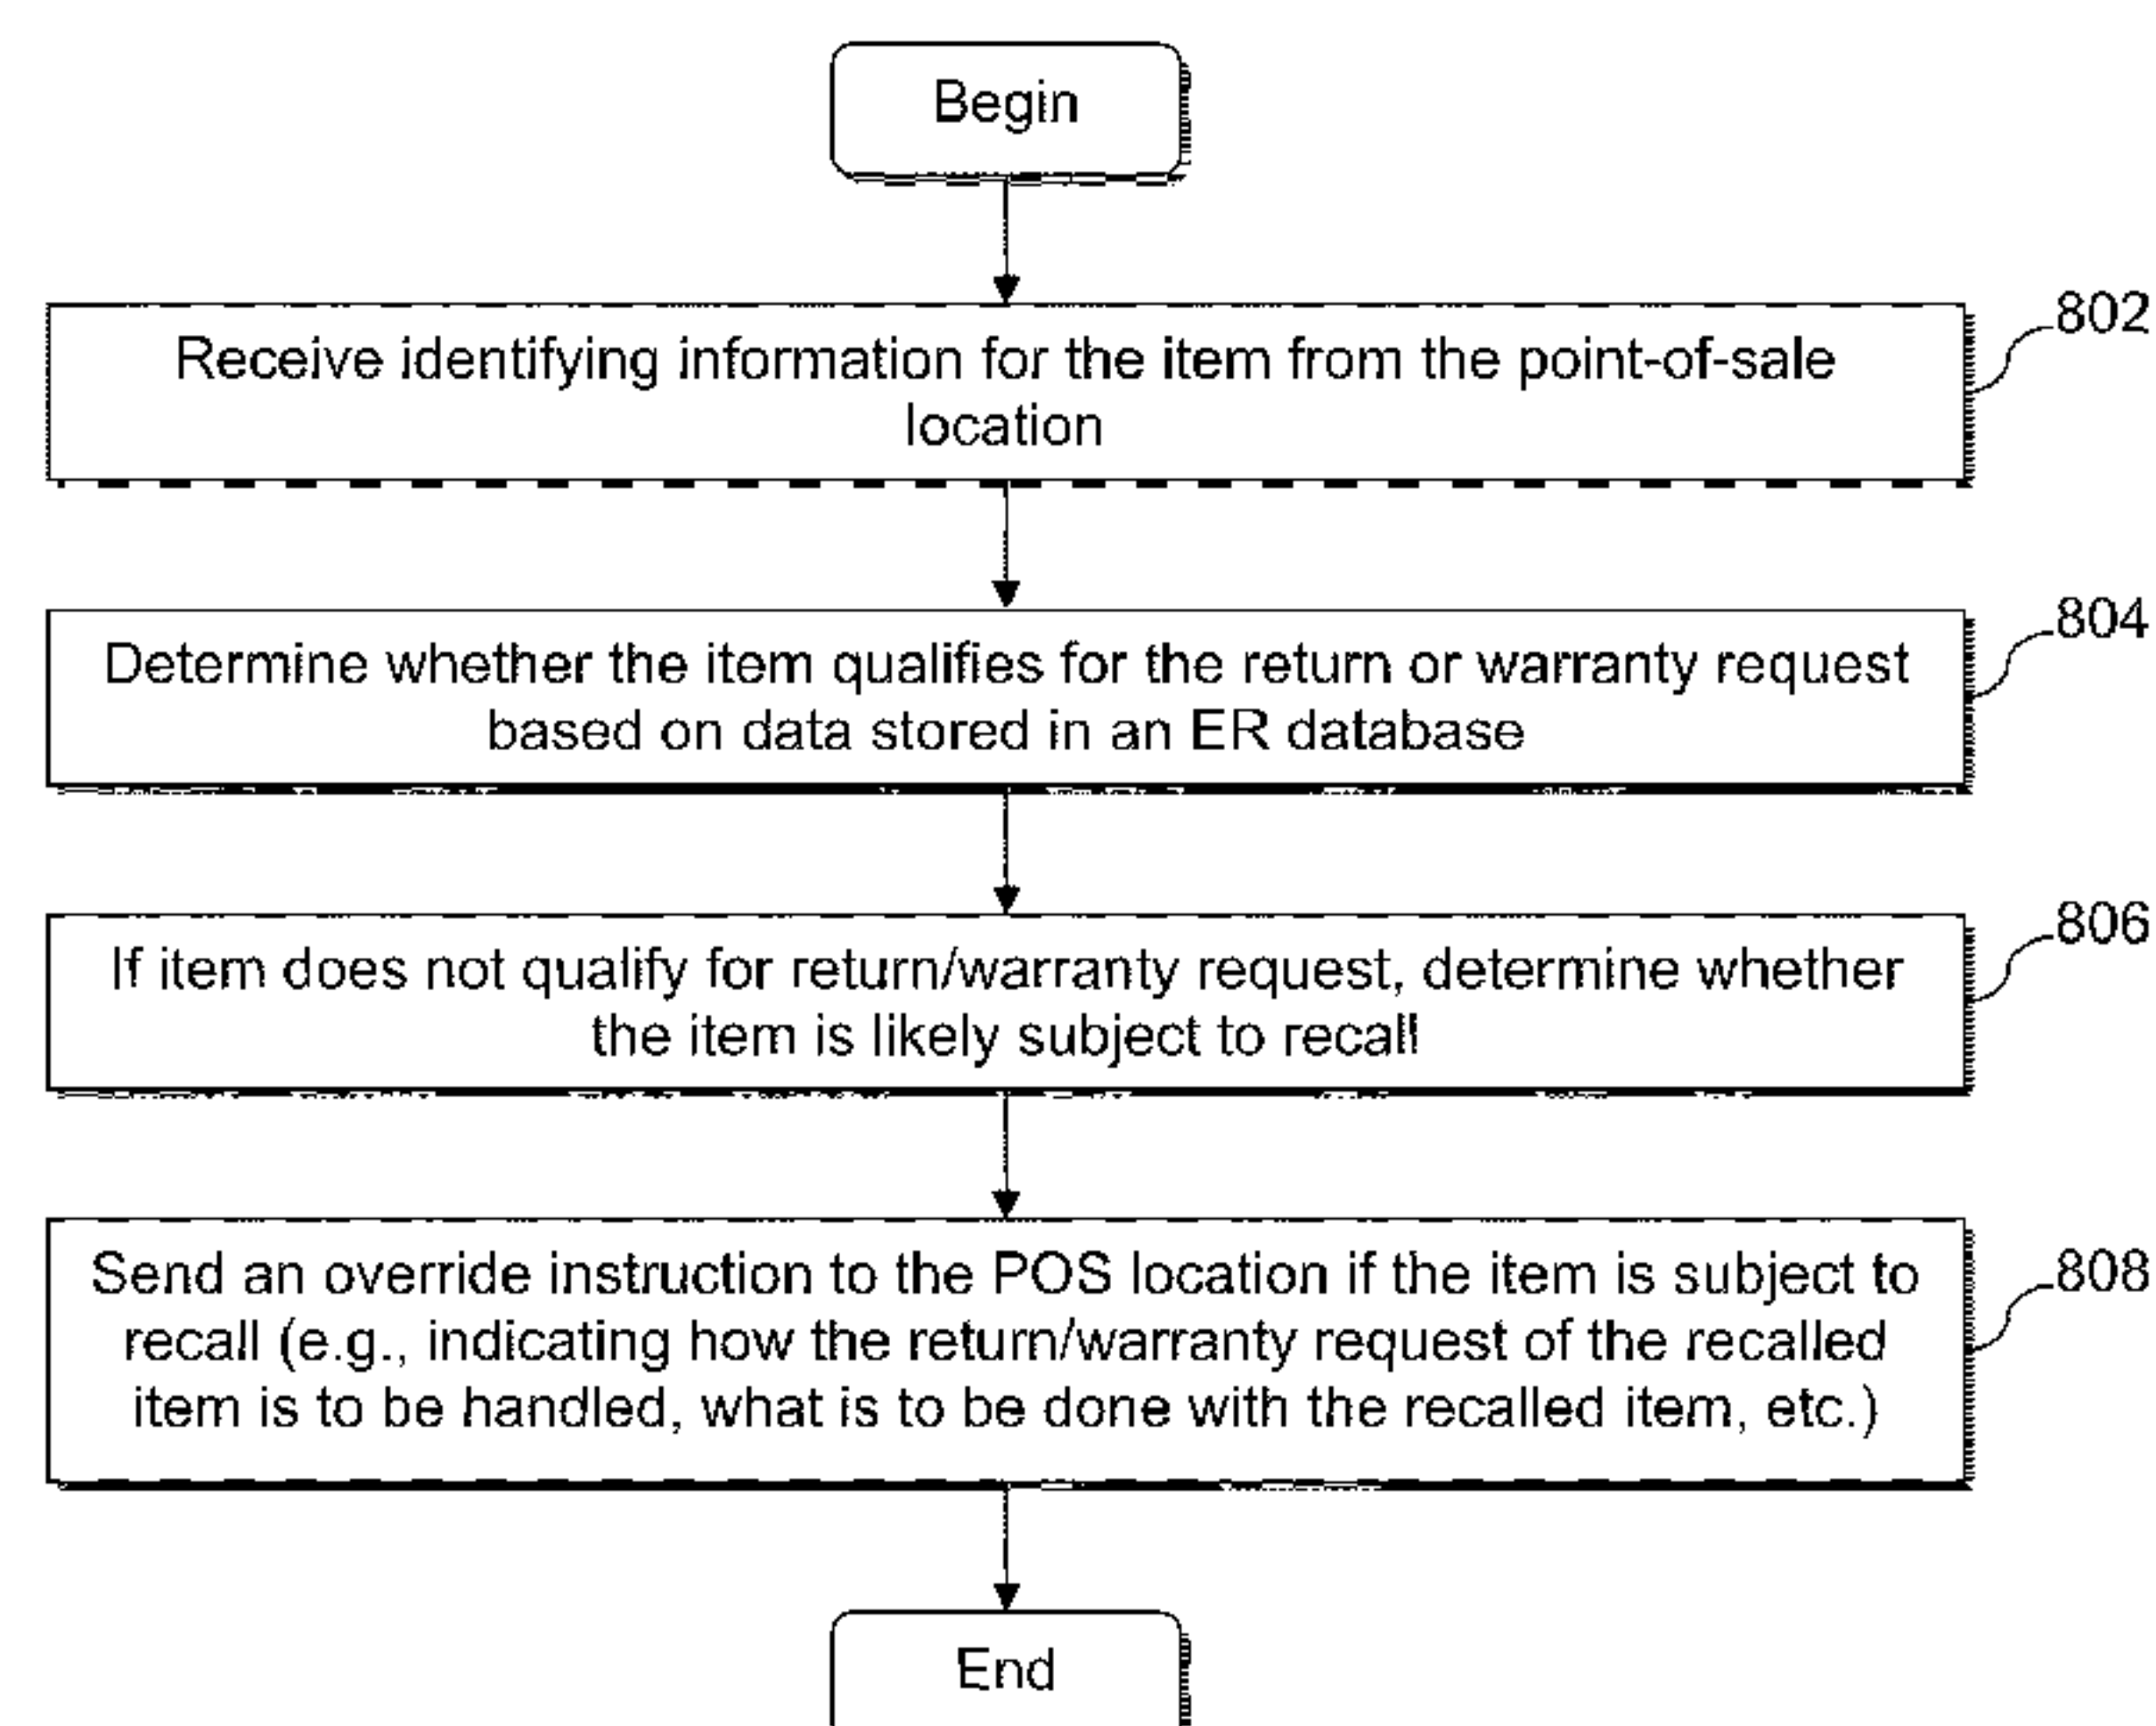 Begin
802
Receive identifying information for the item from the point-of-sale
location
804
Determine whether the item qualifies for the return or warranty request
based on data stored in an ER database
806
If item does not qualify for return/warranty request, determine whether
the item is likely subject to recall
808
Send an override instruction to the POS location if the item is subject to
recall (e.g., indicating how the return/warranty request of the recalled
item is to be handled, what is to be done with the recalled item, etc.)
End